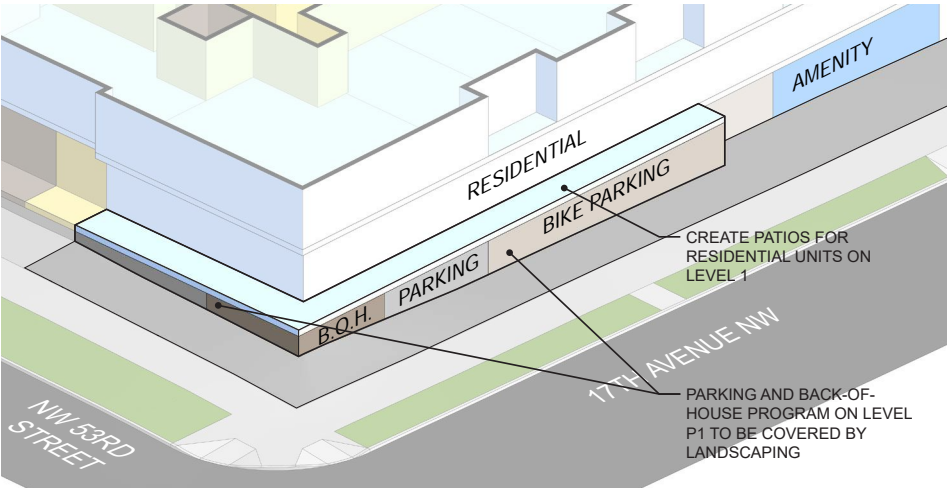 AMENITY
RESIDENTIAL
BIKE PARKING
PARKING
B.O.H.
CREATE PATIOS FOR
RESIDENTIAL UNITS ON
LEVEL 1
17TH AVENUE NW
PARKING AND BACK-OF-
HOUSE PROGRAM ON LEVEL
P1 TO BE COVERED BY
LANDSCAPING
NW 53RD
STREET